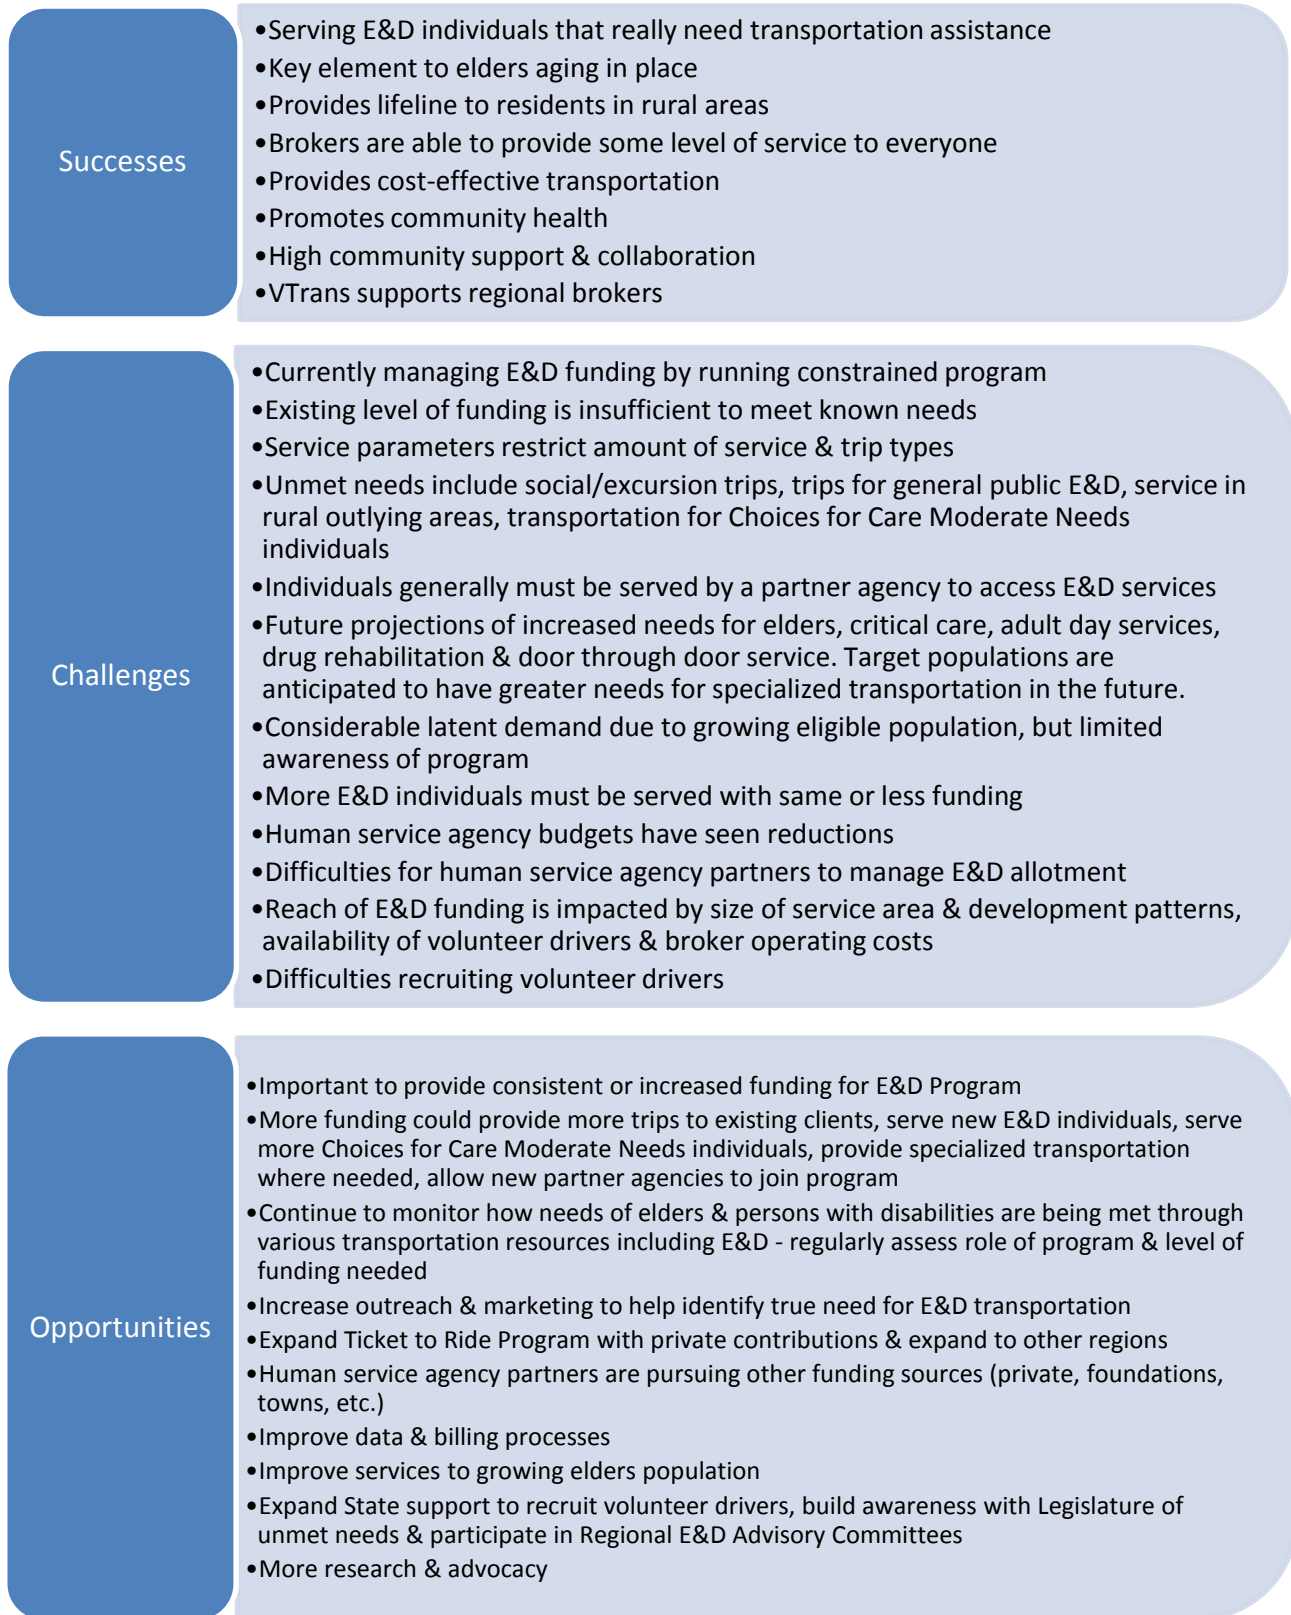 Successes
•Serving E&D individuals that really need transportation assistance
•Key element to elders aging in place
•Provides lifeline to residents in rural areas
•Brokers are able to provide some level of service to everyone
•Provides cost-effective transportation
•Promotes community health
•High community support & collaboration
•VTrans supports regional brokers
Challenges
•Currently managing E&D funding by running constrained program
•Existing level of funding is insufficient to meet known needs
•Service parameters restrict amount of service & trip types
•Unmet needs include social/excursion trips, trips for general public E&D, service in
rural outlying areas, transportation for Choices for Care Moderate Needs
individuals
•Individuals generally must be served by a partner agency to access E&D services
•Future projections of increased needs for elders, critical care, adult day services,
drug rehabilitation & door through door service. Target populations are
anticipated to have greater needs for specialized transportation in the future.
•Considerable latent demand due to growing eligible population, but limited
awareness of program
•More E&D individuals must be served with same or less funding
•Human service agency budgets have seen reductions
•Difficulties for human service agency partners to manage E&D allotment
•Reach of E&D funding is impacted by size of service area & development patterns,
availability of volunteer drivers & broker operating costs
•Difficulties recruiting volunteer drivers
Opportunities
•Important to provide consistent or increased funding for E&D Program
•More funding could provide more trips to existing clients, serve new E&D individuals, serve
more Choices for Care Moderate Needs individuals, provide specialized transportation
where needed, allow new partner agencies to join program
•Continue to monitor how needs of elders & persons with disabilities are being met through
various transportation resources including E&D - regularly assess role of program & level of
funding needed
•Increase outreach & marketing to help identify true need for E&D transportation
•Expand Ticket to Ride Program with private contributions & expand to other regions
•Human service agency partners are pursuing other funding sources (private, foundations,
towns, etc.)
•Improve data & billing processes
•Improve services to growing elders population
•Expand State support to recruit volunteer drivers, build awareness with Legislature of
unmet needs & participate in Regional E&D Advisory Committees
•More research & advocacy